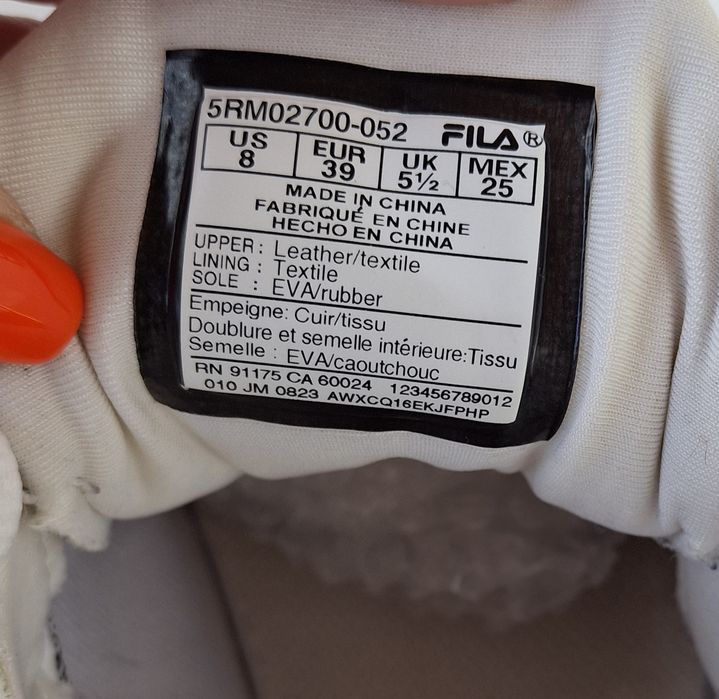 5RM02700-052 FILA®
US EUR UK MEX
8 39 5½ 25
MADE IN CHINA
FABRIQUÉ EN CHINE
HECHO EN CHINA
UPPER : Leather/textile
LINING : Textile
SOLE : EVA/rubber
Empeigne: Cuir/tissu
Doublure et semelle intérieure:Tissu
Semelle : EVA/caoutchouc
RN 91175 CA 60024 123456789012
010 JM 0823 AWXCQ16EKJFPHP